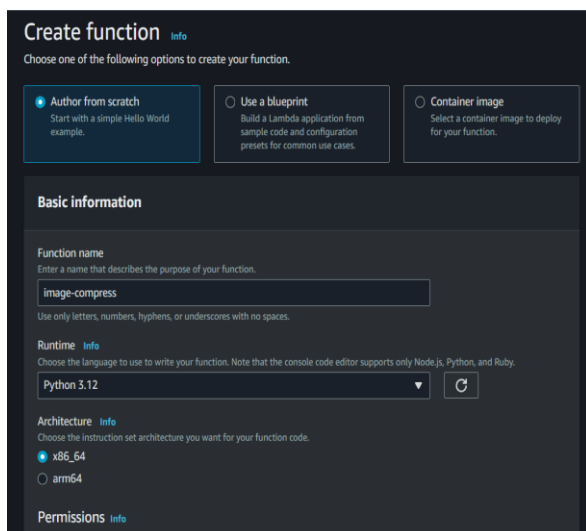 Create function Info
Choose one of the following options to create your function.
Author from scratch
Start with a simple Hello World
example.
Use a blueprint
Build a Lambda application from
sample code and configuration
presets for common use cases.
Container image
Select a container image to deploy
for your function.
Basic information
Function name
Enter a name that describes the purpose of your function.
image-compress
Use only letters, numbers, hyphens, or underscores with no spaces.
Runtime Info
Choose the language to use to write your function. Note that the console code editor supports only Node.js, Python, and Ruby.
Python 3.12
Architecture Info
Choose the instruction set architecture you want for your function code.
x86_64
arm64
Permissions Info